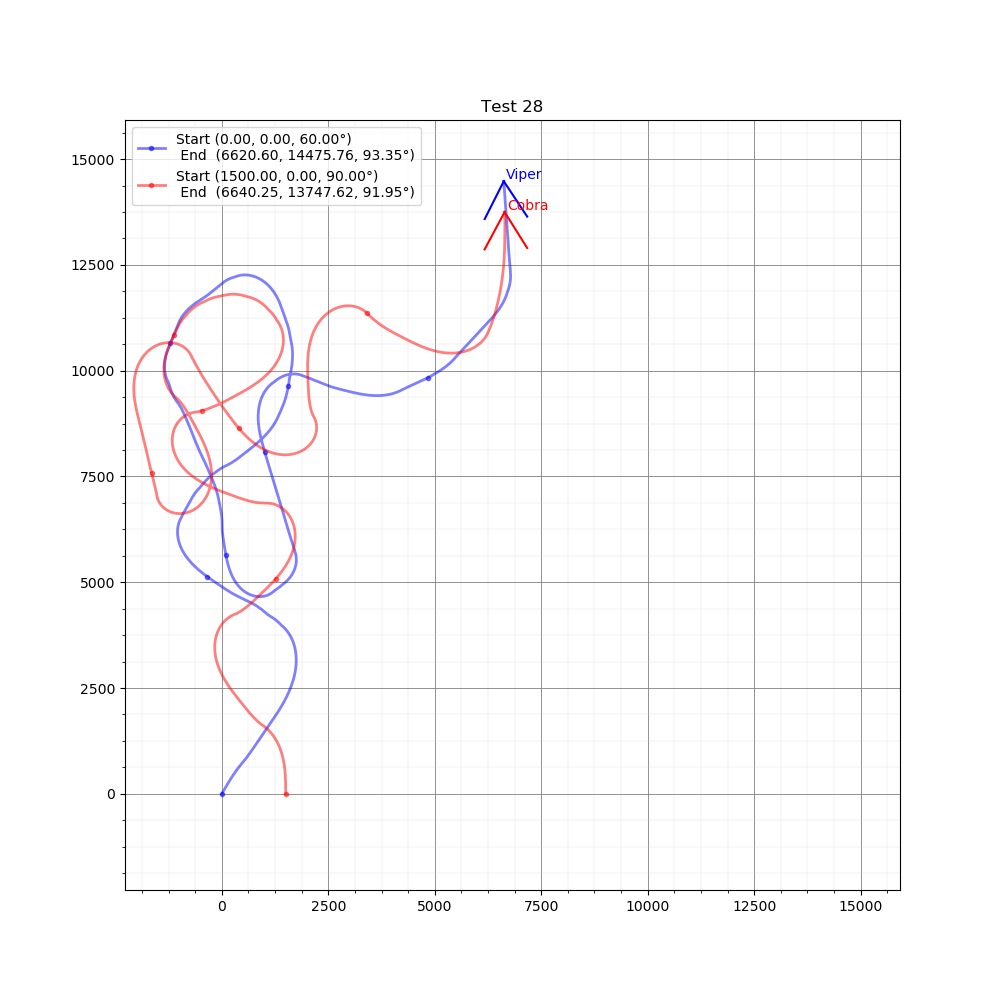 Test 28
Start (0.00, 0.00, 60.00°)
End  (6620.60, 14475.76, 93.35°)
Start (1500.00, 0.00, 90.00°)
End  (6640.25, 13747.62, 91.95°)
Viper
Cobra
15000
12500
10000
7500
5000
2500
0
0 2500 5000 7500 10000 12500 15000